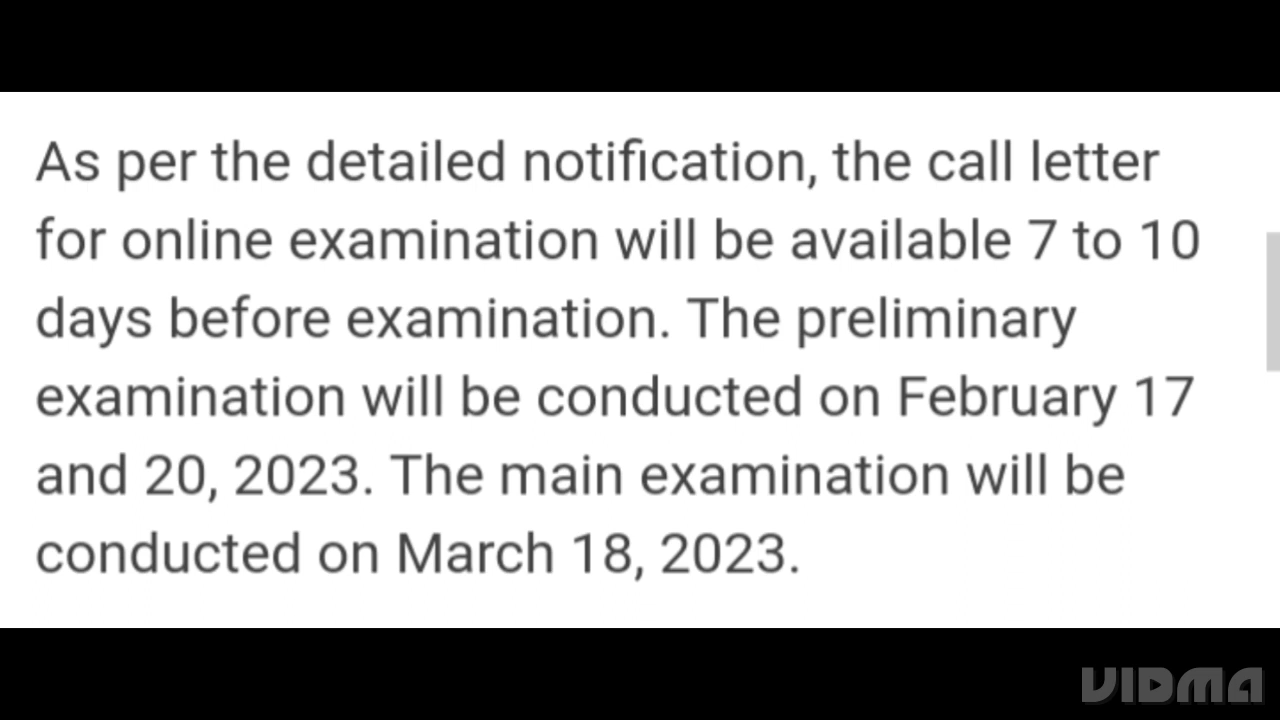 As per the detailed notification, the call letter
for online examination will be available 7 to 10
days before examination. The preliminary
examination will be conducted on February 17
and 20, 2023. The main examination will be
conducted on March 18, 2023.
VIDMA